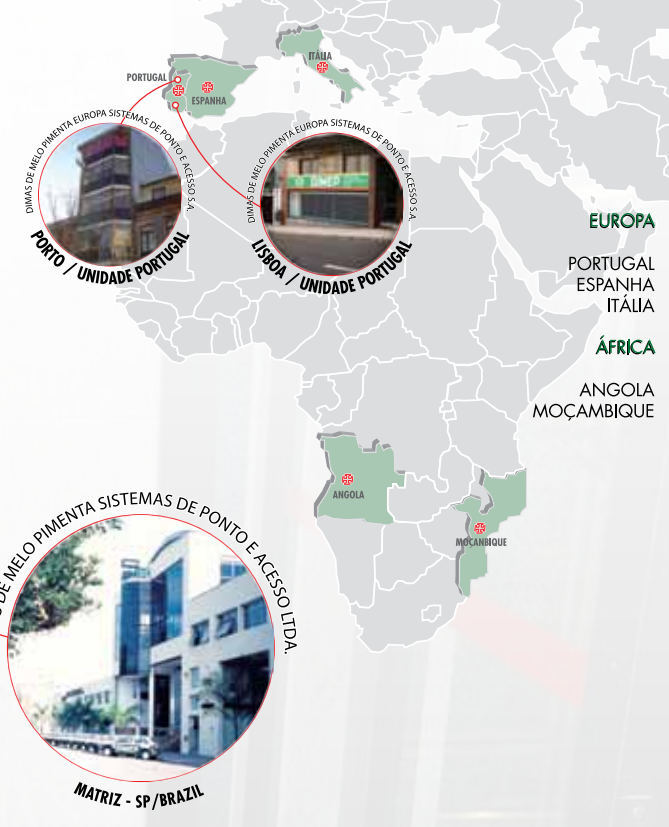 ITÁLIA
PORTUGAL
ESPANHA
DIMAS DE MELO PIMENTA EUROPA SISTEMAS DE PONTO E ACESSO S.A.
PORTO / UNIDADE PORTUGAL
DIMAS DE MELO PIMENTA EUROPA SISTEMAS DE PONTO E ACESSO S.A.
DIMEP
LISBOA / UNIDADE PORTUGAL
EUROPA
PORTUGAL
ESPANHA
ITÁLIA
ÁFRICA
ANGOLA
MOÇAMBIQUE
ANGOLA
MOÇAMBIQUE
DE MELO PIMENTA SISTEMAS DE PONTO E ACESSO LTDA.
MATRIZ - SP/BRAZIL